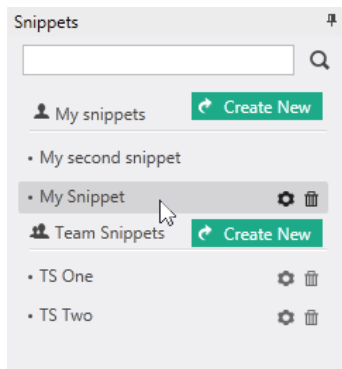 Snippets
My snippets Create New
• My second snippet
• My Snippet
Team Snippets Create New
• TS One
• TS Two